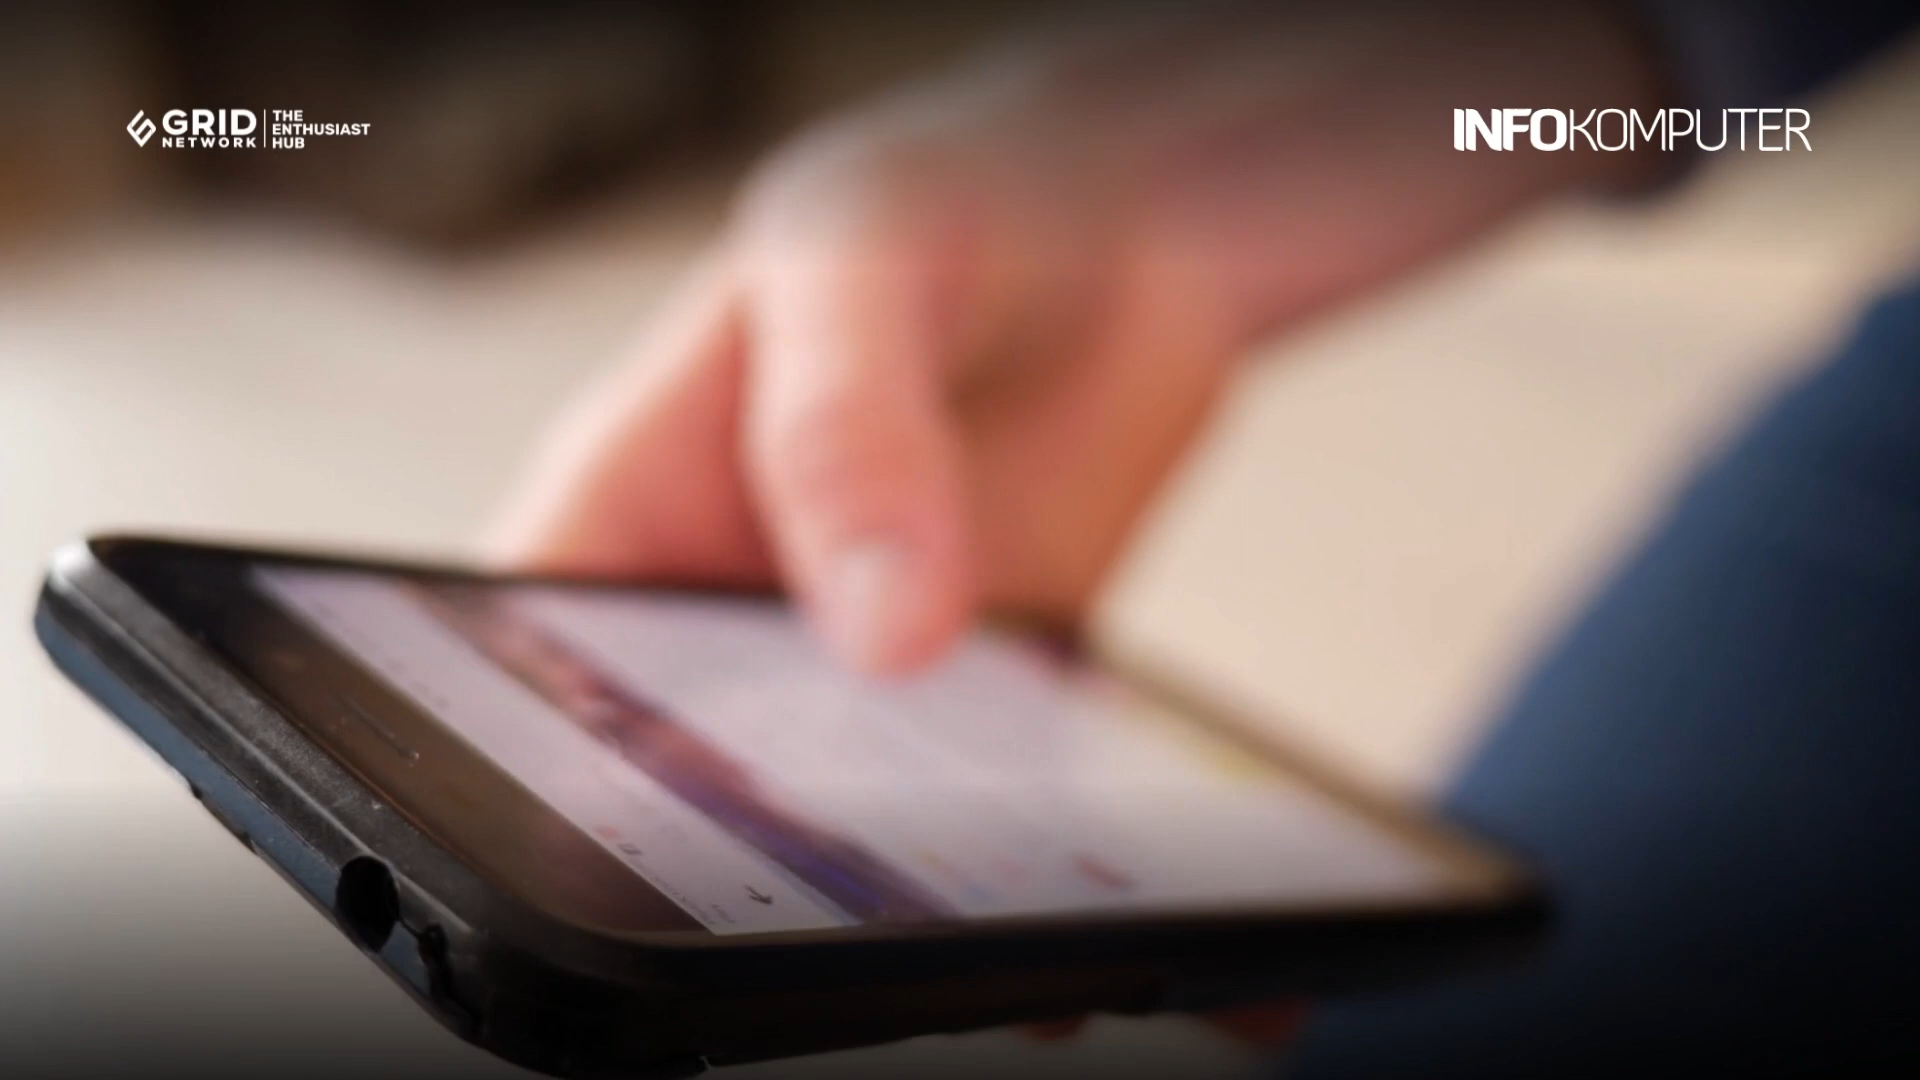 GRID
NETWORK
THE
ENTHUSIAST
HUB
INFOKOMPUTER